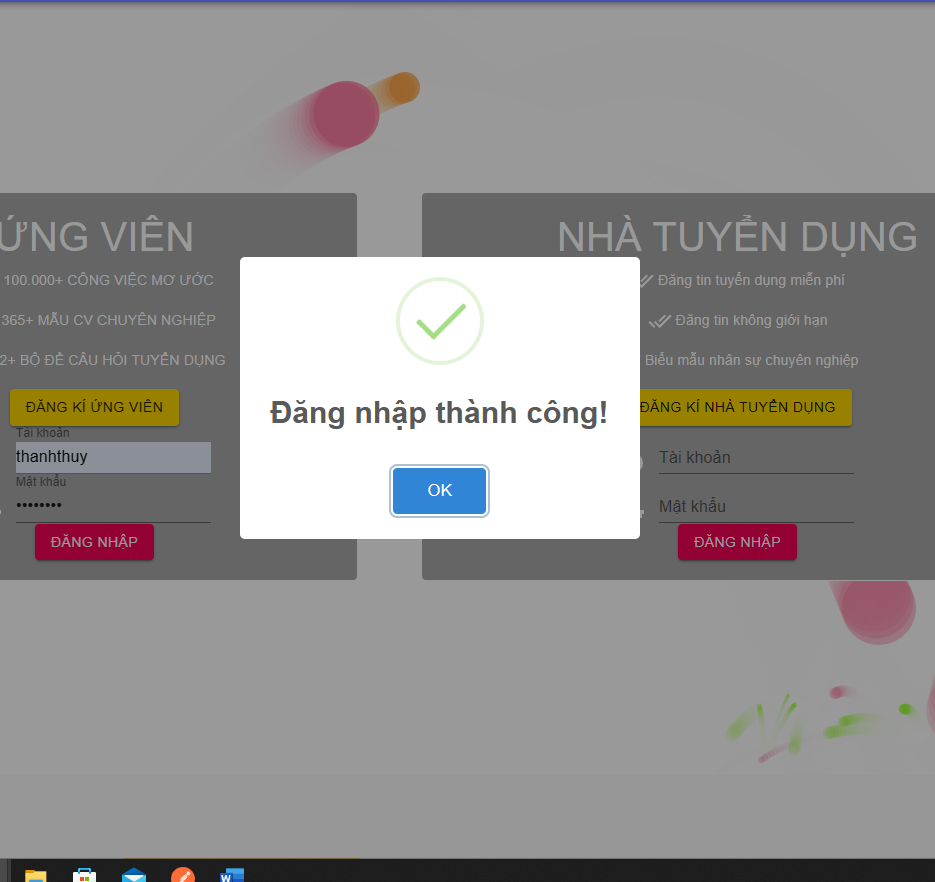 ỨNG VIÊN
100.000+ CÔNG VIỆC MƠ ƯỚC
365+ MẪU CV CHUYÊN NGHIỆP
2+ BỘ ĐỀ CÂU HỎI TUYỂN DỤNG
ĐĂNG KÍ ỨNG VIÊN
Tài khoản
thanhthuy
Mật khẩu
••••••••
ĐĂNG NHẬP
Đăng nhập thành công!
OK
NHÀ TUYỂN DỤNG
Đăng tin tuyển dụng miễn phí
Đăng tin không giới hạn
Biểu mẫu nhân sự chuyên nghiệp
ĐĂNG KÍ NHÀ TUYỂN DỤNG
Tài khoản
Mật khẩu
ĐĂNG NHẬP
W